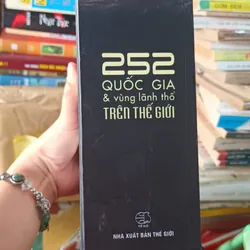 252
QUỐC GIA
& vùng lãnh thổ
TRÊN THẾ GIỚI
NHÀ XUẤT BẢN THẾ GIỚI